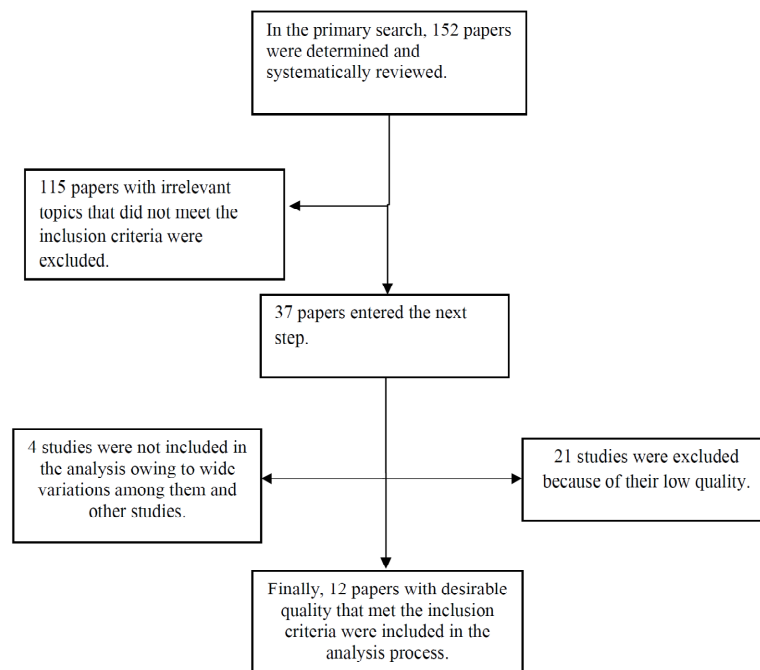 In the primary search, 152 papers
were determined and
systematically reviewed.
115 papers with irrelevant
topics that did not meet the
inclusion criteria were
excluded.
37 papers entered the next
step.
4 studies were not included in
the analysis owing to wide
variations among them and
other studies.
21 studies were excluded
because of their low quality.
Finally, 12 papers with desirable
quality that met the inclusion
criteria were included in the
analysis process.